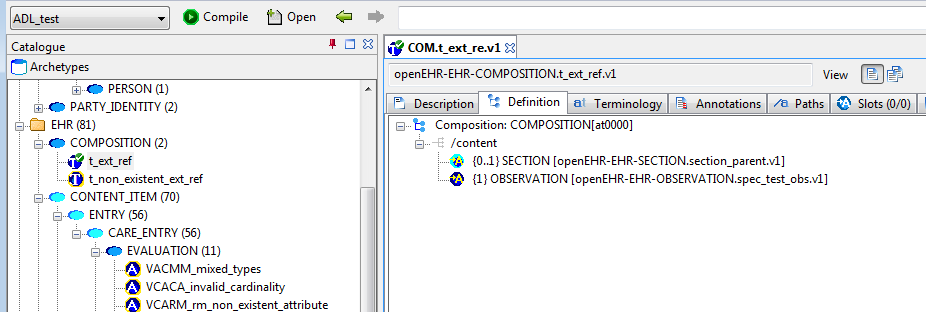 ADL_test
Compile
Open
Catalogue
Archetypes
PERSON (1)
PARTY_IDENTITY (2)
EHR (81)
COMPOSITION (2)
t_ext_ref
t_non_existent_ext_ref
CONTENT_ITEM (70)
ENTRY (56)
CARE_ENTRY (56)
EVALUATION (11)
VACMM_mixed_types
VCACA_invalid_cardinality
VCARM_rm_non_existent_attribute
COM.t_ext_re.v1
openEHR-EHR-COMPOSITION.t_ext_ref.v1
View
Description
Definition
Terminology
Annotations
Paths
Slots (0/0)
Composition: COMPOSITION[at0000]
/content
{0..1} SECTION [openEHR-EHR-SECTION.section_parent.v1]
{1} OBSERVATION [openEHR-EHR-OBSERVATION.spec_test_obs.v1]